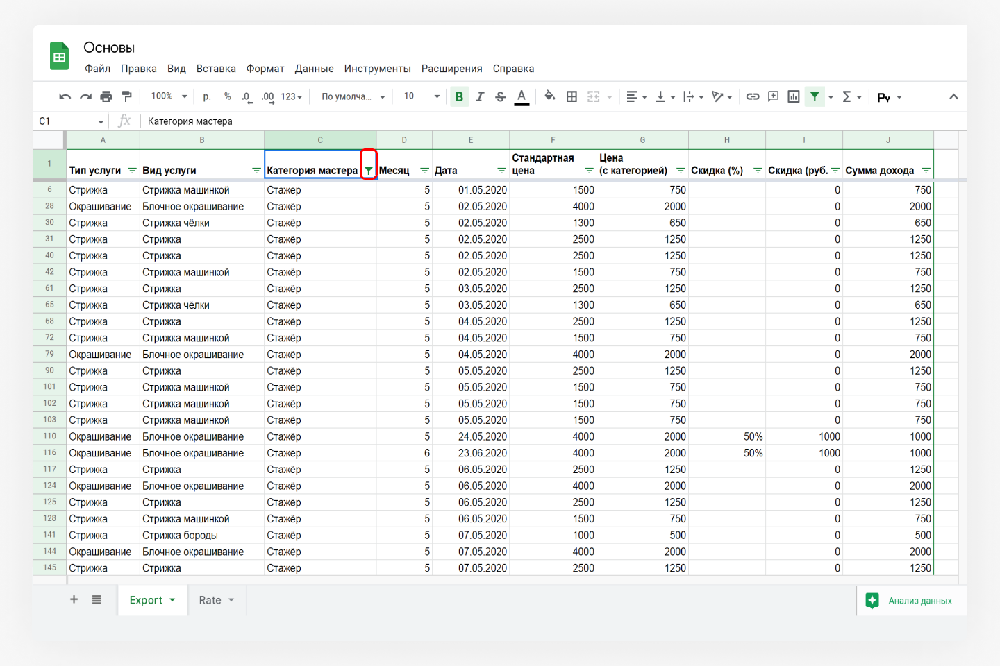 Основы
Файл Правка Вид Вставка Формат Данные Инструменты Расширения Справка
100% р. % .0 .00 123 По умолча... 10 B I S A Σ Ру
C1 fx Категория мастера
A B C D E F G H I J
1 Тип услуги Вид услуги Категория мастера Месяц Дата Стандартная цена Цена (с категорией) Скидка (%) Скидка (руб. Сумма дохода
6 Стрижка Стрижка машинкой Стажёр 5 01.05.2020 1500 750 0 750
28 Окрашивание Блочное окрашивание Стажёр 5 02.05.2020 4000 2000 0 2000
30 Стрижка Стрижка чёлки Стажёр 5 02.05.2020 1300 650 0 650
31 Стрижка Стрижка Стажёр 5 02.05.2020 2500 1250 0 1250
40 Стрижка Стрижка Стажёр 5 02.05.2020 2500 1250 0 1250
42 Стрижка Стрижка машинкой Стажёр 5 02.05.2020 1500 750 0 750
61 Стрижка Стрижка Стажёр 5 03.05.2020 2500 1250 0 1250
65 Стрижка Стрижка чёлки Стажёр 5 03.05.2020 1300 650 0 650
68 Стрижка Стрижка Стажёр 5 04.05.2020 2500 1250 0 1250
72 Стрижка Стрижка машинкой Стажёр 5 04.05.2020 1500 750 0 750
79 Окрашивание Блочное окрашивание Стажёр 5 04.05.2020 4000 2000 0 2000
90 Стрижка Стрижка Стажёр 5 05.05.2020 2500 1250 0 1250
101 Стрижка Стрижка машинкой Стажёр 5 05.05.2020 1500 750 0 750
102 Стрижка Стрижка машинкой Стажёр 5 05.05.2020 1500 750 0 750
103 Стрижка Стрижка машинкой Стажёр 5 05.05.2020 1500 750 0 750
110 Окрашивание Блочное окрашивание Стажёр 5 24.05.2020 4000 2000 50% 1000 1000
116 Окрашивание Блочное окрашивание Стажёр 6 23.06.2020 4000 2000 50% 1000 1000
117 Стрижка Стрижка Стажёр 5 06.05.2020 2500 1250 0 1250
124 Окрашивание Блочное окрашивание Стажёр 5 06.05.2020 4000 2000 0 2000
125 Стрижка Стрижка Стажёр 5 06.05.2020 2500 1250 0 1250
128 Стрижка Стрижка машинкой Стажёр 5 06.05.2020 1500 750 0 750
141 Стрижка Стрижка бороды Стажёр 5 07.05.2020 1000 500 0 500
144 Окрашивание Блочное окрашивание Стажёр 5 07.05.2020 4000 2000 0 2000
145 Стрижка Стрижка Стажёр 5 07.05.2020 2500 1250 0 1250
Export Rate Анализ данных